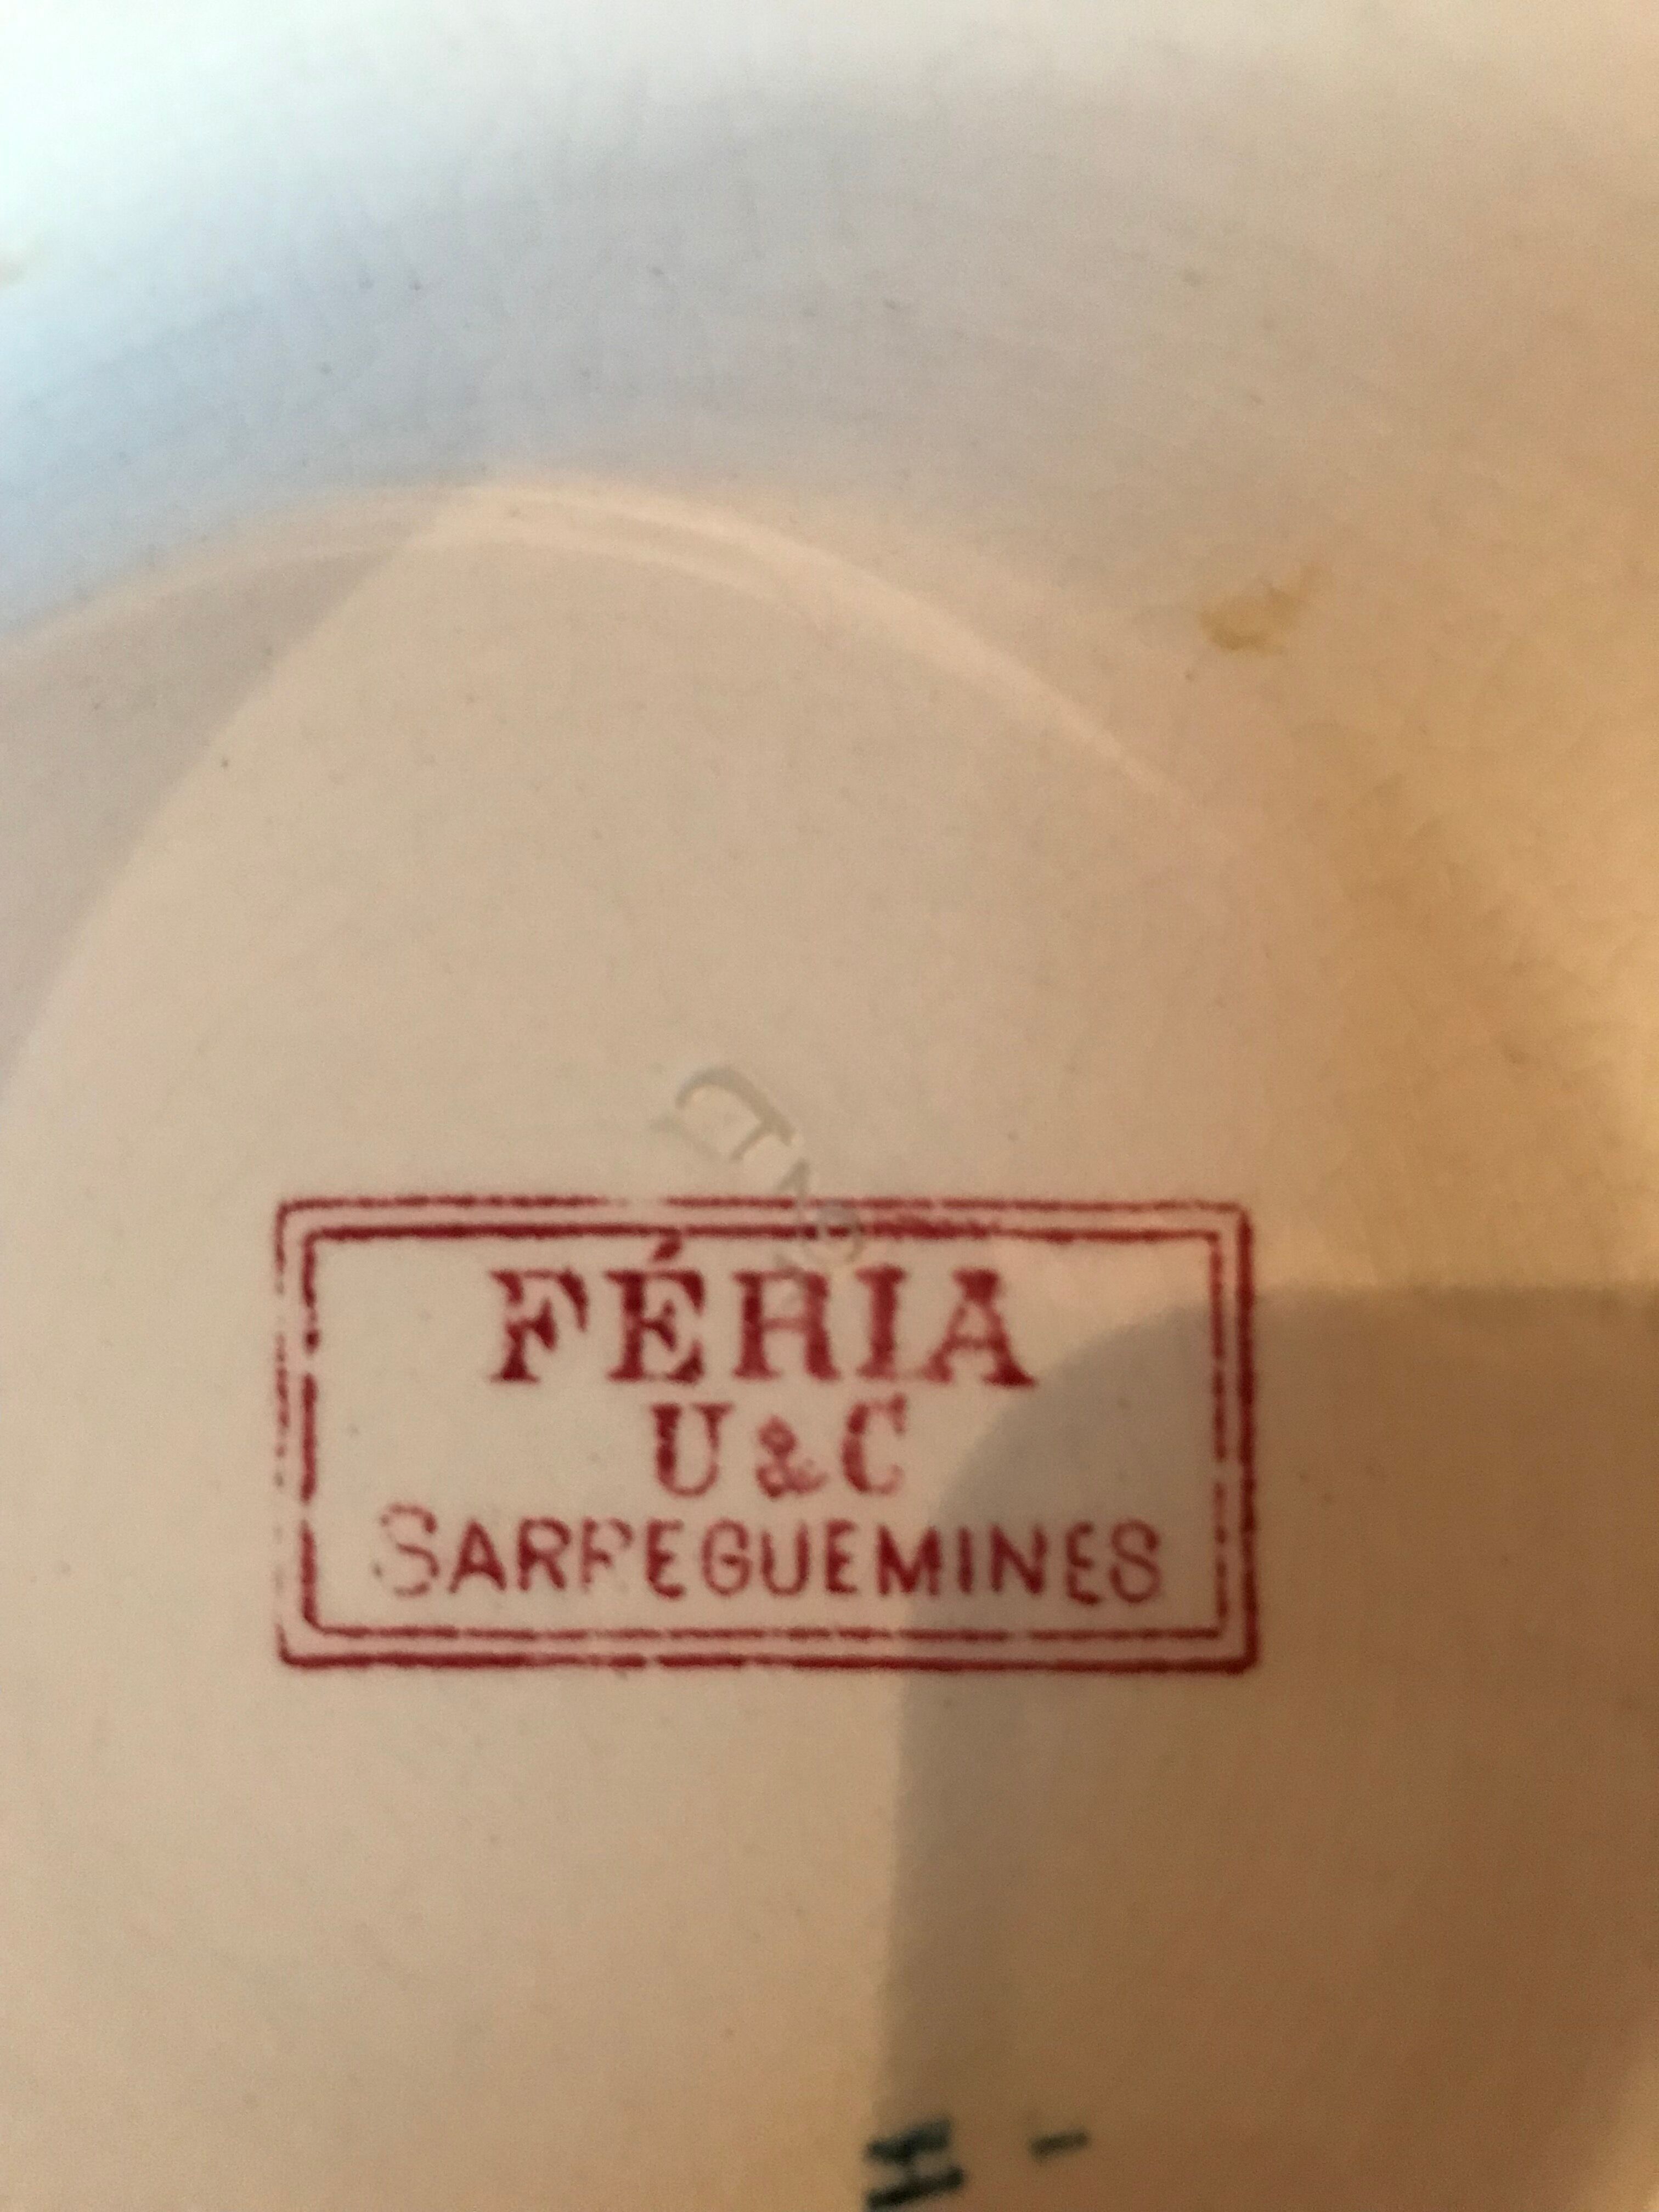 FÉRIA
U & C
SARREGUEMINES
H -